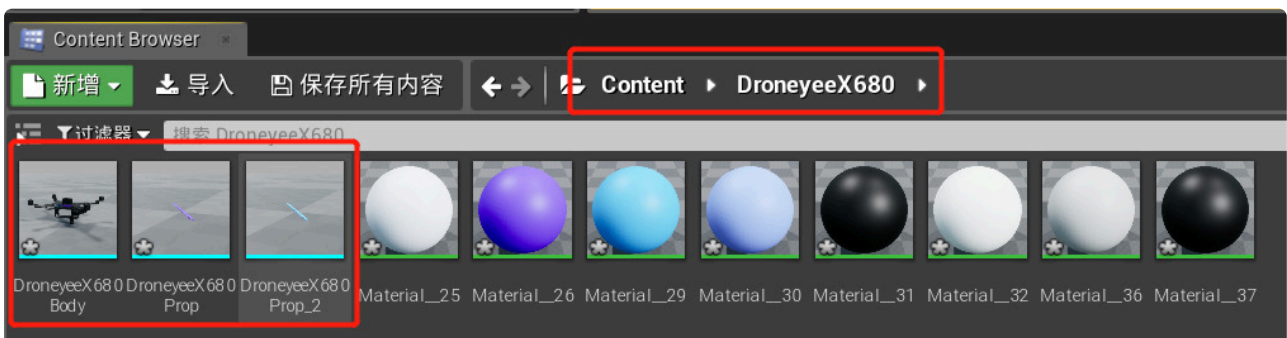 Content Browser
新增 导入 保存所有内容 Content DroneyeeX680
过滤器 搜索 DroneyeeX680
DroneyeeX680 Body
DroneyeeX680 Prop
DroneyeeX680 Prop_2
Material__25
Material__26
Material__29
Material__30
Material__31
Material__32
Material__36
Material__37